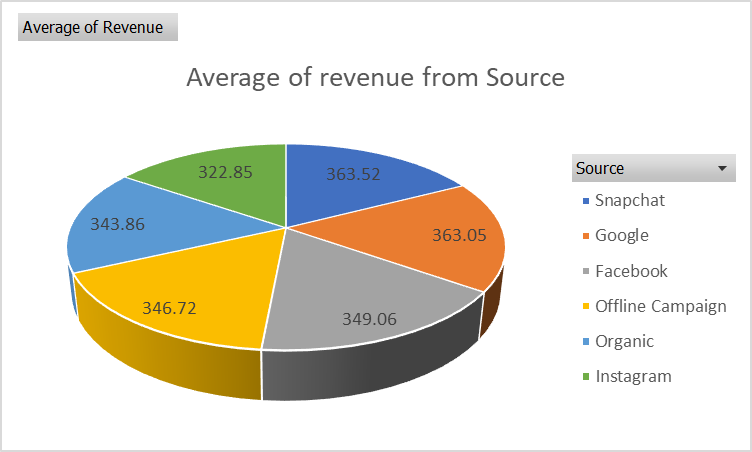 Average of Revenue
Average of revenue from Source
322.85
363.52
343.86
363.05
346.72
349.06
Source
Snapchat
Google
Facebook
Offline Campaign
Organic
Instagram